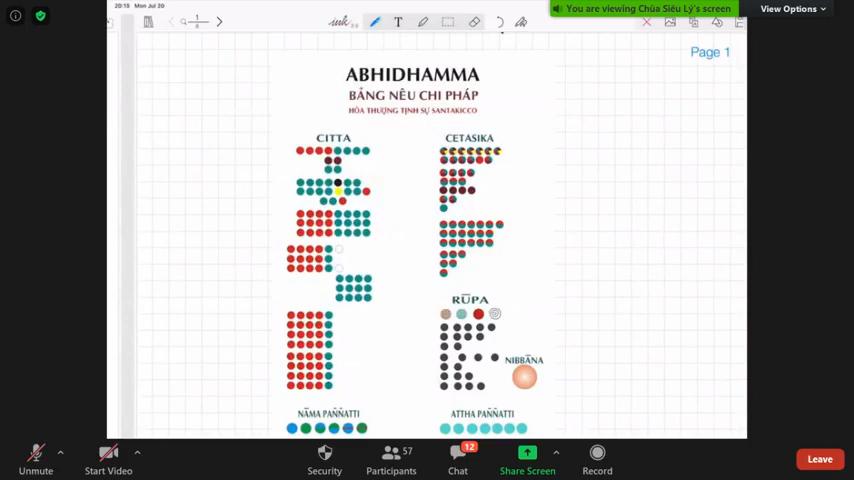 20:15 Mon Jul 20
You are viewing Chùa Siêu Lý's screen
View Options
1
T
Page 1
ABHIDHAMMA
BẢNG NÊU CHI PHÁP
HÒA THƯỢNG TỊNH SỰ SANTAKICCO
CITTA
CETASIKA
RŪPA
NIBBĀNA
NĀMA PAÑÑATTI
ATTHA PAÑÑATTI
12
57
Unmute
Start Video
Security
Participants
Chat
Share Screen
Record
Leave